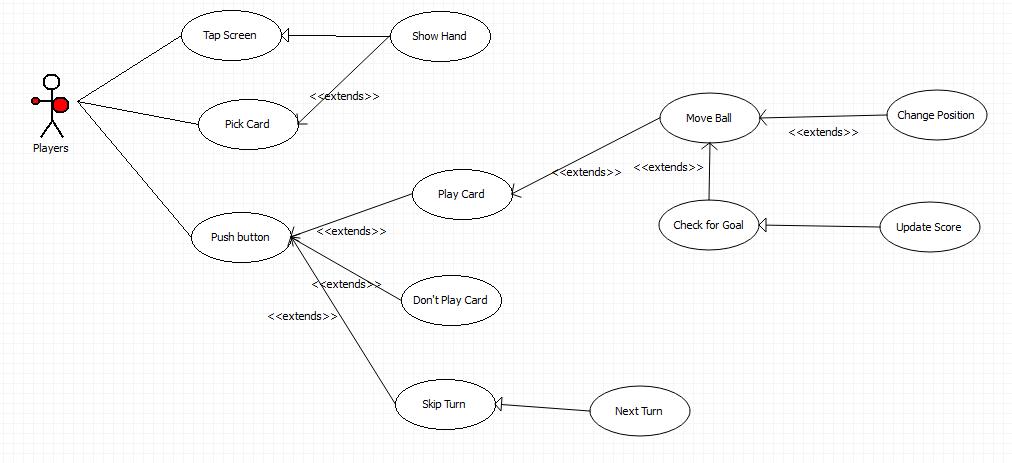 Tap Screen
Show Hand
<<extends>>
Pick Card
Players
Move Ball
Change Position
<<extends>>
<<extends>>
<<extends>>
Play Card
Check for Goal
Update Score
Push button
<<extends>>
<<extends>>
Don't Play Card
<<extends>>
Skip Turn
Next Turn